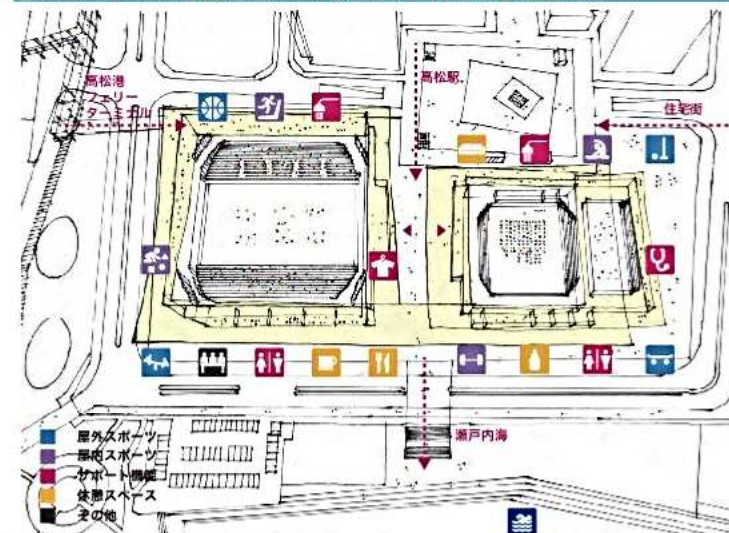 高松港
フェリー
ターミナル
高松駅
住宅街
瀬戸内海
屋外スポーツ
屋内スポーツ
サポート機能
休憩スペース
その他